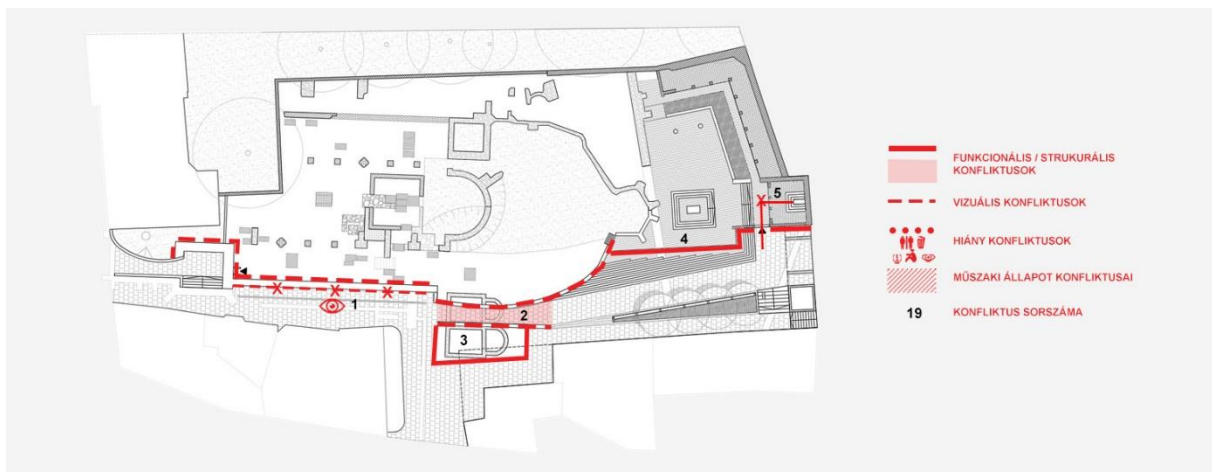 1
2
3
4
5
FUNKCIONÁLIS / STRUKURÁLIS
KONFLIKTUSOK
VIZUÁLIS KONFLIKTUSOK
HIÁNY KONFLIKTUSOK
MŰSZAKI ÁLLAPOT KONFLIKTUSAI
19 KONFLIKTUS SORSZÁMA